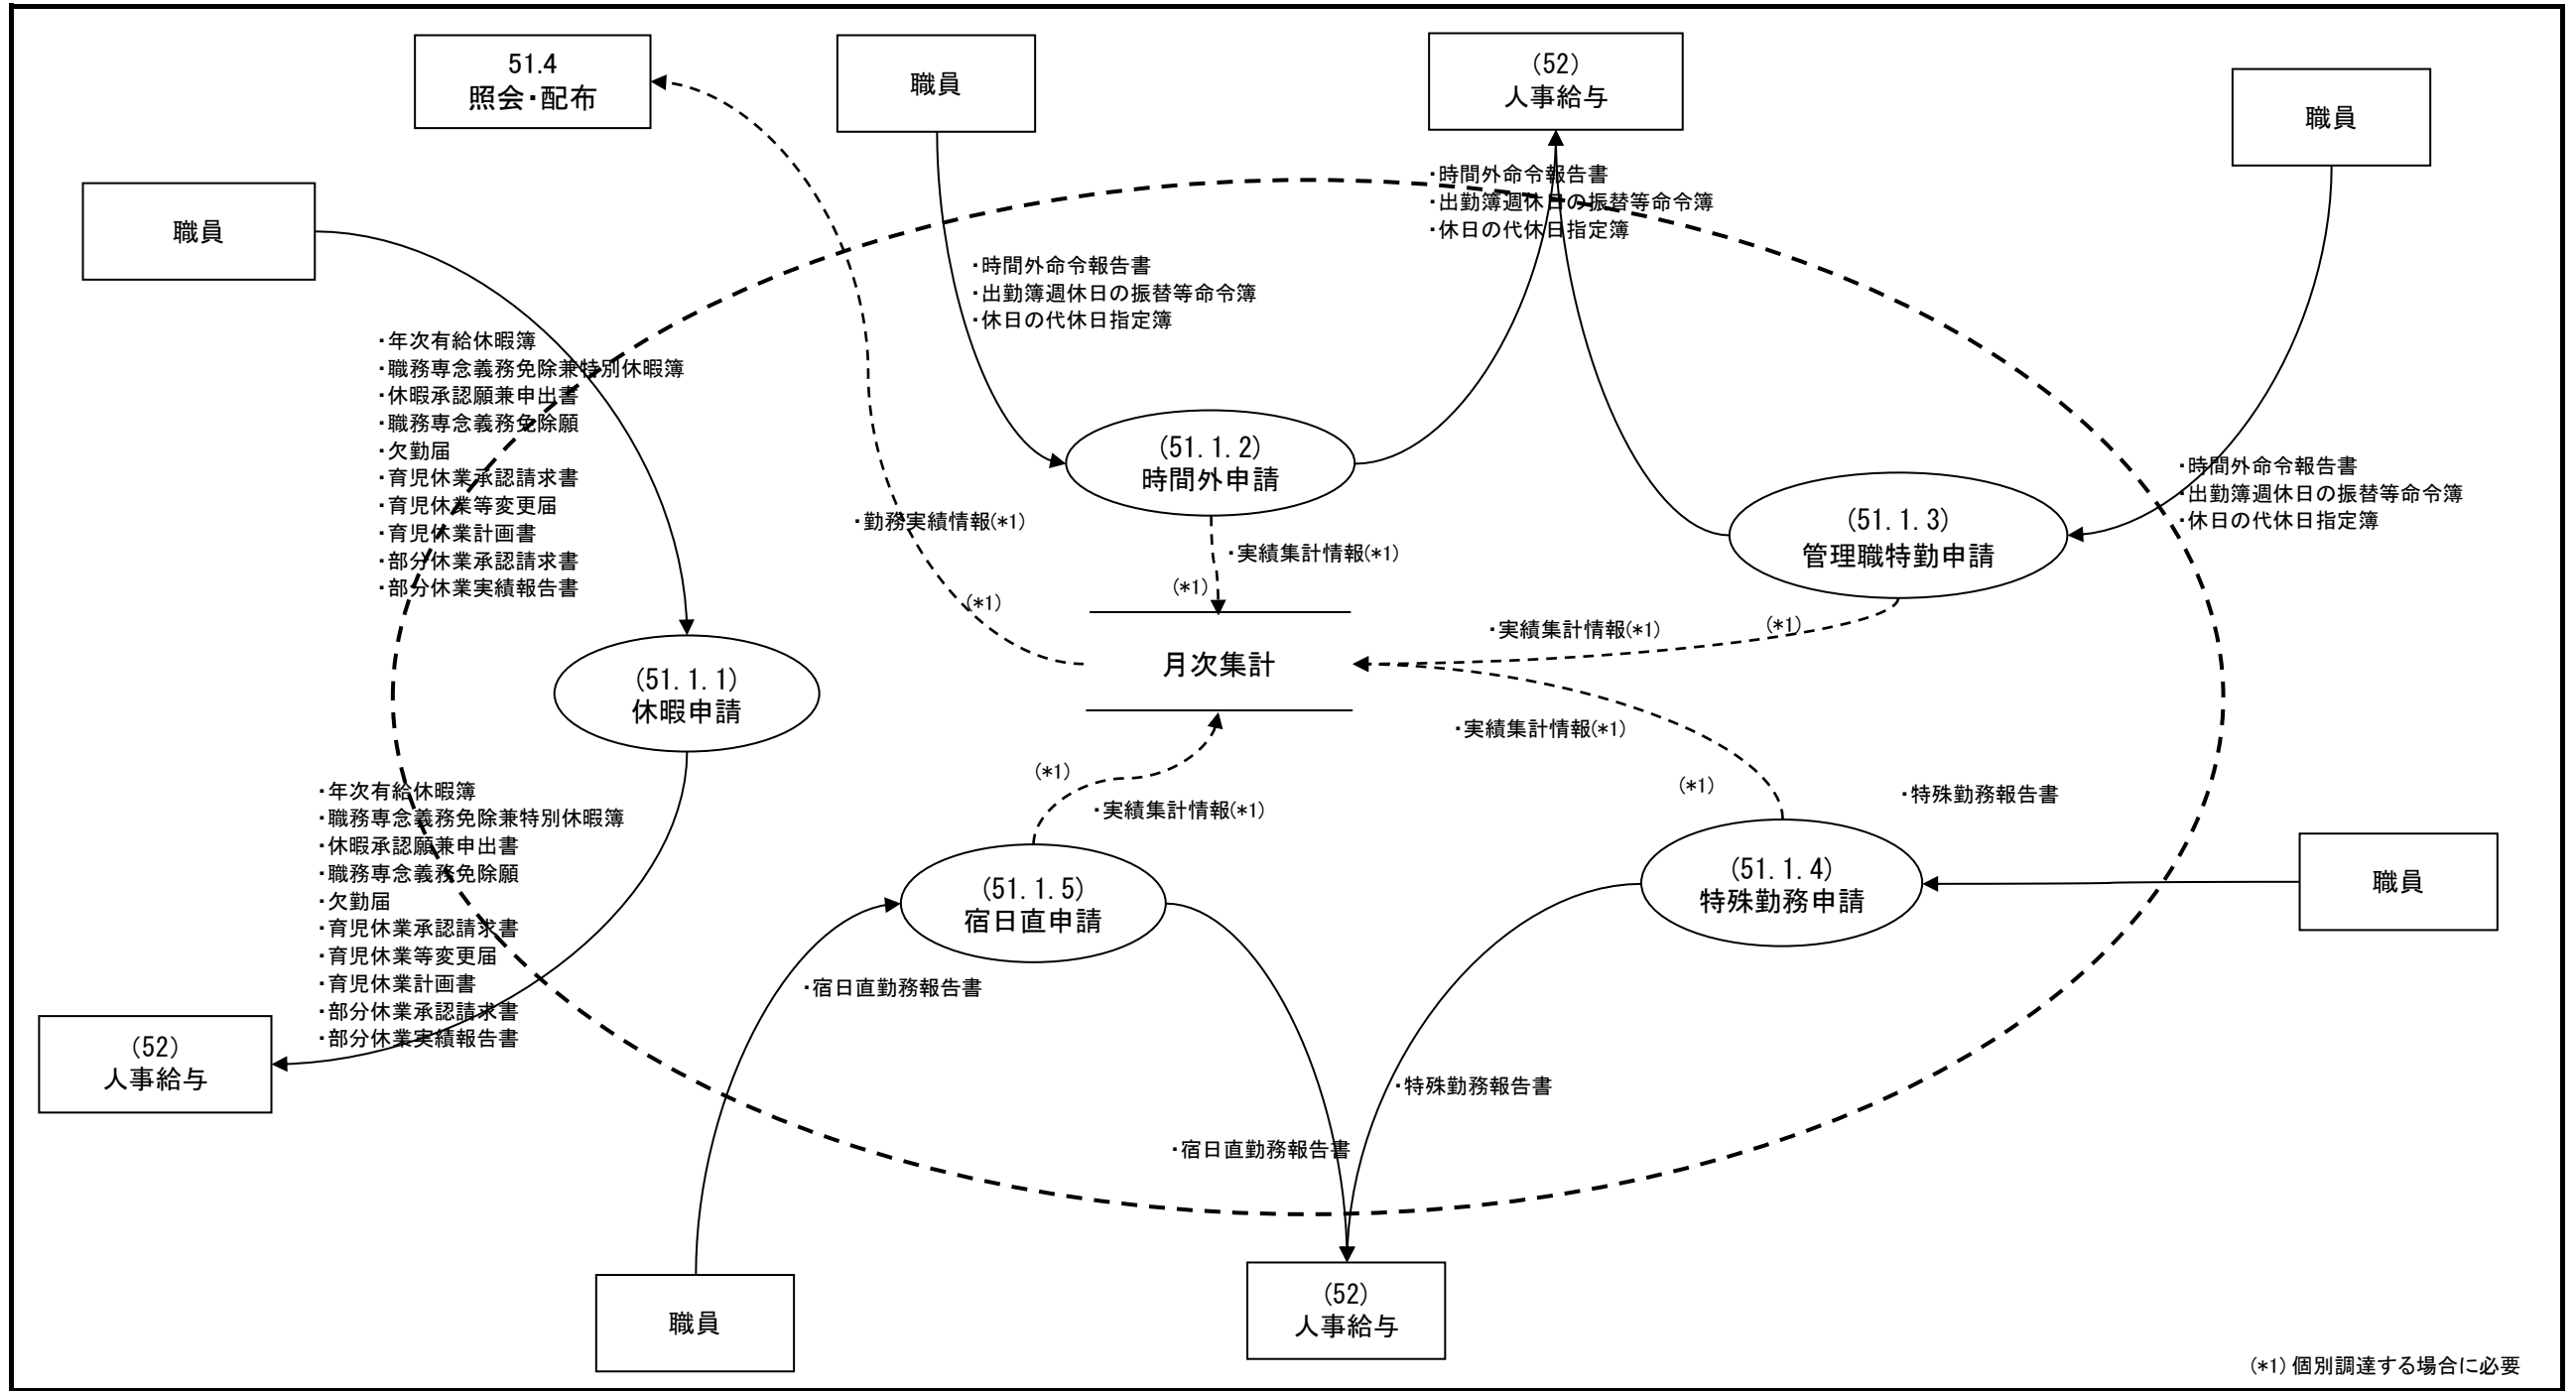 51.4
照会・配布
職員
(52)
人事給与
職員
職員
・時間外命令報告書
・出勤簿週休日の振替等命令簿
・休日の代休日指定簿
・時間外命令報告書
・出勤簿週休日の振替等命令簿
・休日の代休日指定簿
・年次有給休暇簿
・職務専念義務免除兼特別休暇簿
・休暇承認願兼申出書
・職務専念義務免除願
・欠勤届
・育児休業承認請求書
・育児休業等変更届
・育児休業計画書
・部分休業承認請求書
・部分休業実績報告書
(51.1.2)
時間外申請
・時間外命令報告書
・出勤簿週休日の振替等命令簿
・休日の代休日指定簿
(51.1.3)
管理職特勤申請
・勤務実績情報(*1)
・実績集計情報(*1)
(*1)
(*1)
・実績集計情報(*1)
(*1)
月次集計
(51.1.1)
休暇申請
・実績集計情報(*1)
(*1)
(*1)
・実績集計情報(*1)
・特殊勤務報告書
・年次有給休暇簿
・職務専念義務免除兼特別休暇簿
・休暇承認願兼申出書
・職務専念義務免除願
・欠勤届
・育児休業承認請求書
・育児休業等変更届
・育児休業計画書
・部分休業承認請求書
・部分休業実績報告書
(51.1.5)
宿日直申請
(51.1.4)
特殊勤務申請
職員
・宿日直勤務報告書
(52)
人事給与
・特殊勤務報告書
・宿日直勤務報告書
職員
(52)
人事給与
(*1)個別調達する場合に必要